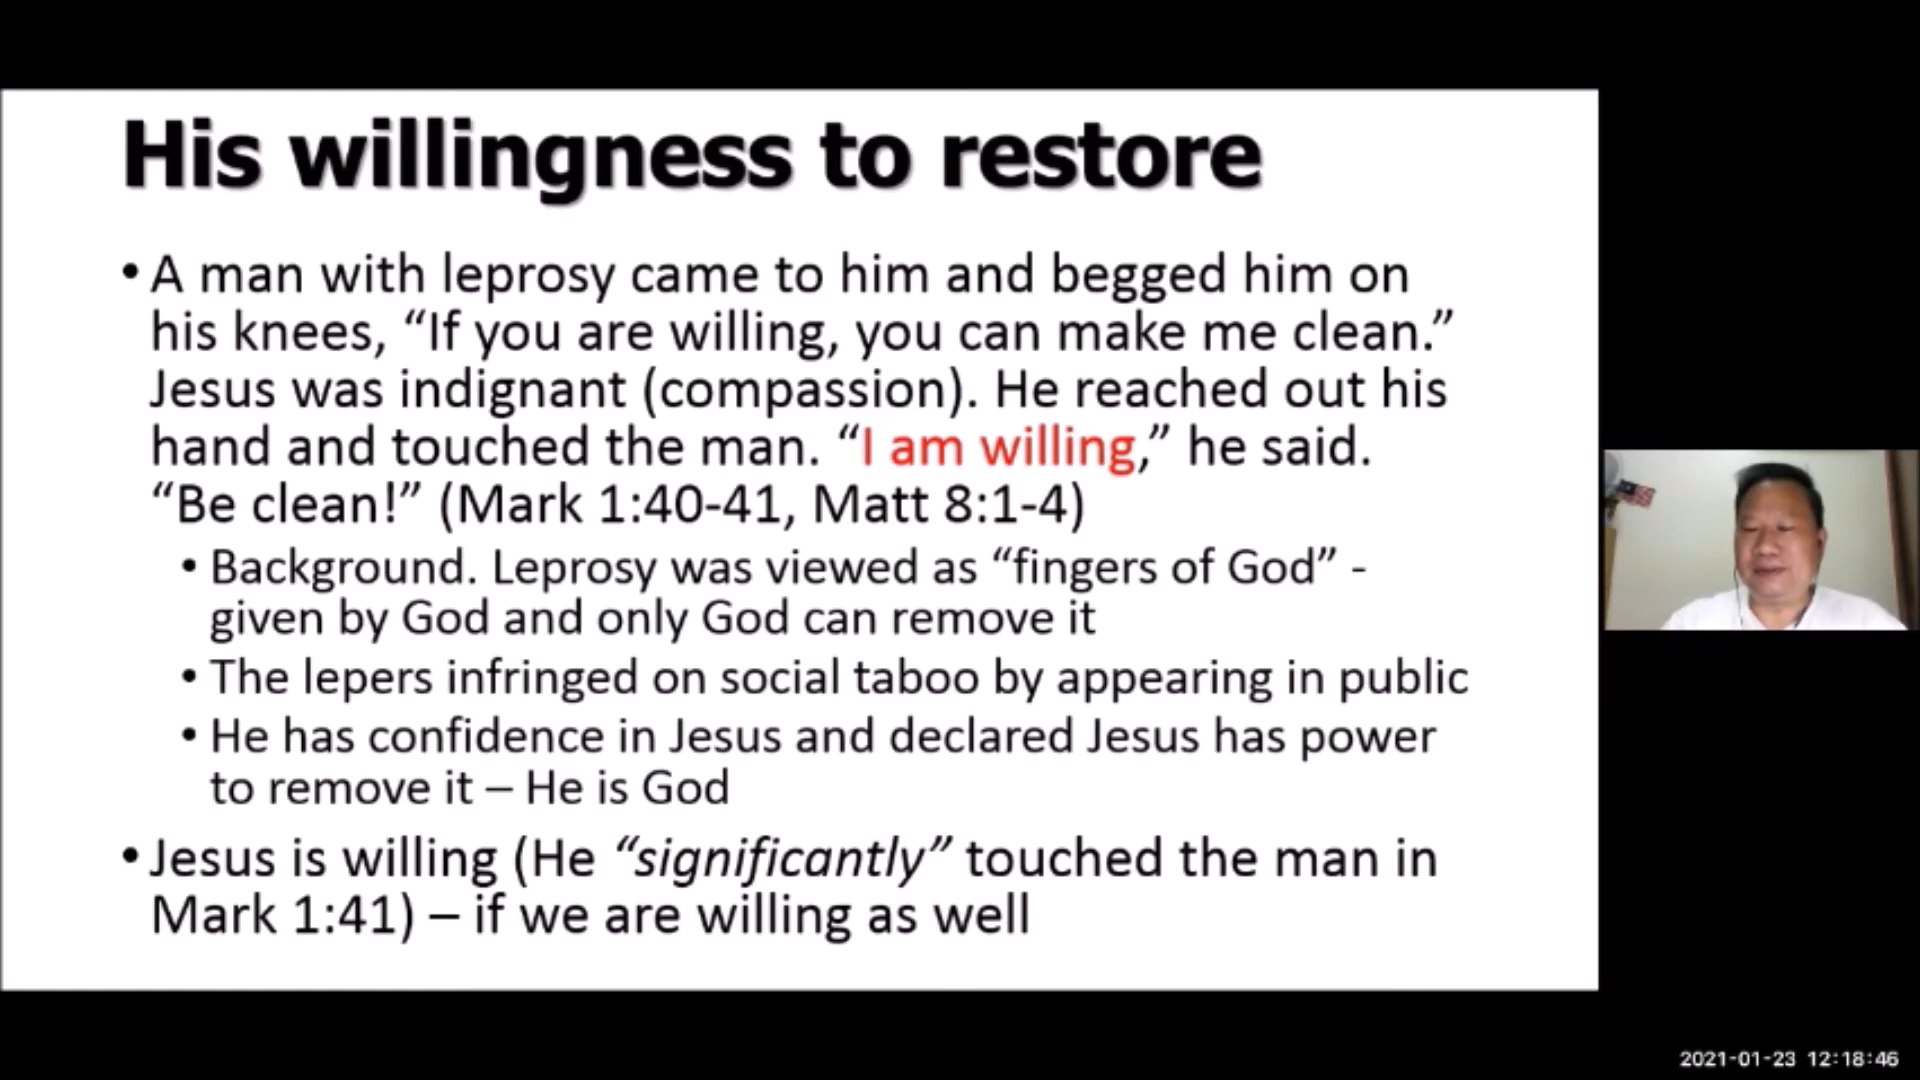 His willingness to restore
• A man with leprosy came to him and begged him on
his knees, “If you are willing, you can make me clean.”
Jesus was indignant (compassion). He reached out his
hand and touched the man. “I am willing,” he said.
“Be clean!” (Mark 1:40-41, Matt 8:1-4)
• Background. Leprosy was viewed as “fingers of God” -
given by God and only God can remove it
• The lepers infringed on social taboo by appearing in public
• He has confidence in Jesus and declared Jesus has power
to remove it – He is God
• Jesus is willing (He “significantly” touched the man in
Mark 1:41) – if we are willing as well
2021-01-23 12:18:46